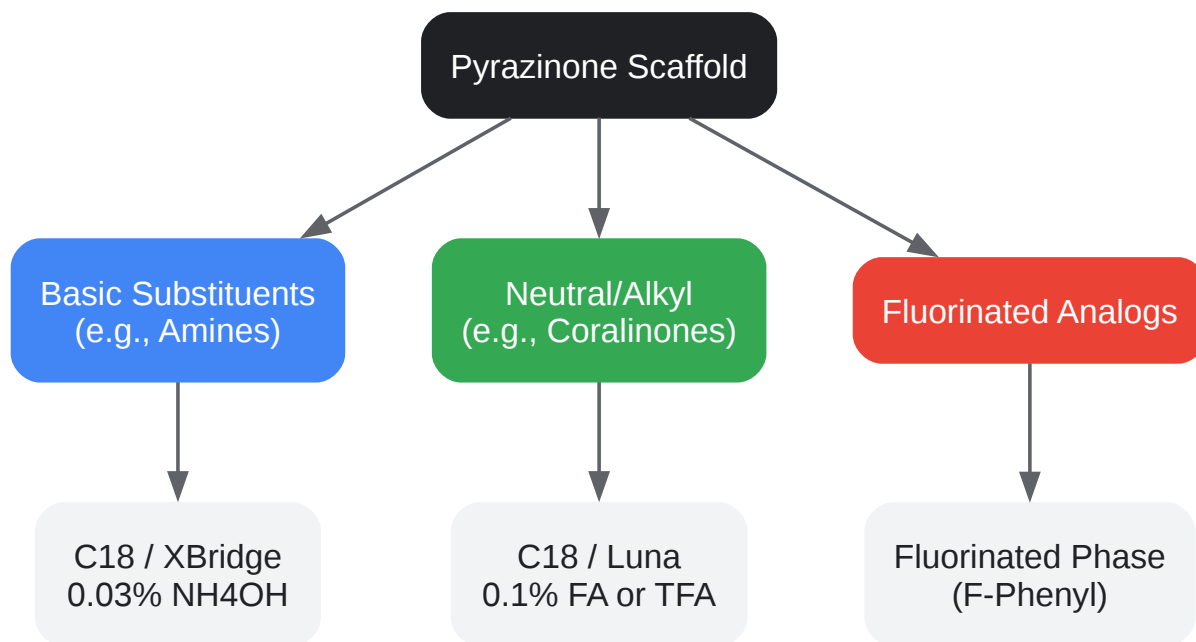 Pyrazinone Scaffold
Basic Substituents
(e.g., Amines)
Neutral/Alkyl
(e.g., Coralinones)
Fluorinated Analogs
C18 / XBridge
0.03% NH4OH
C18 / Luna
0.1% FA or TFA
Fluorinated Phase
(F-Phenyl)